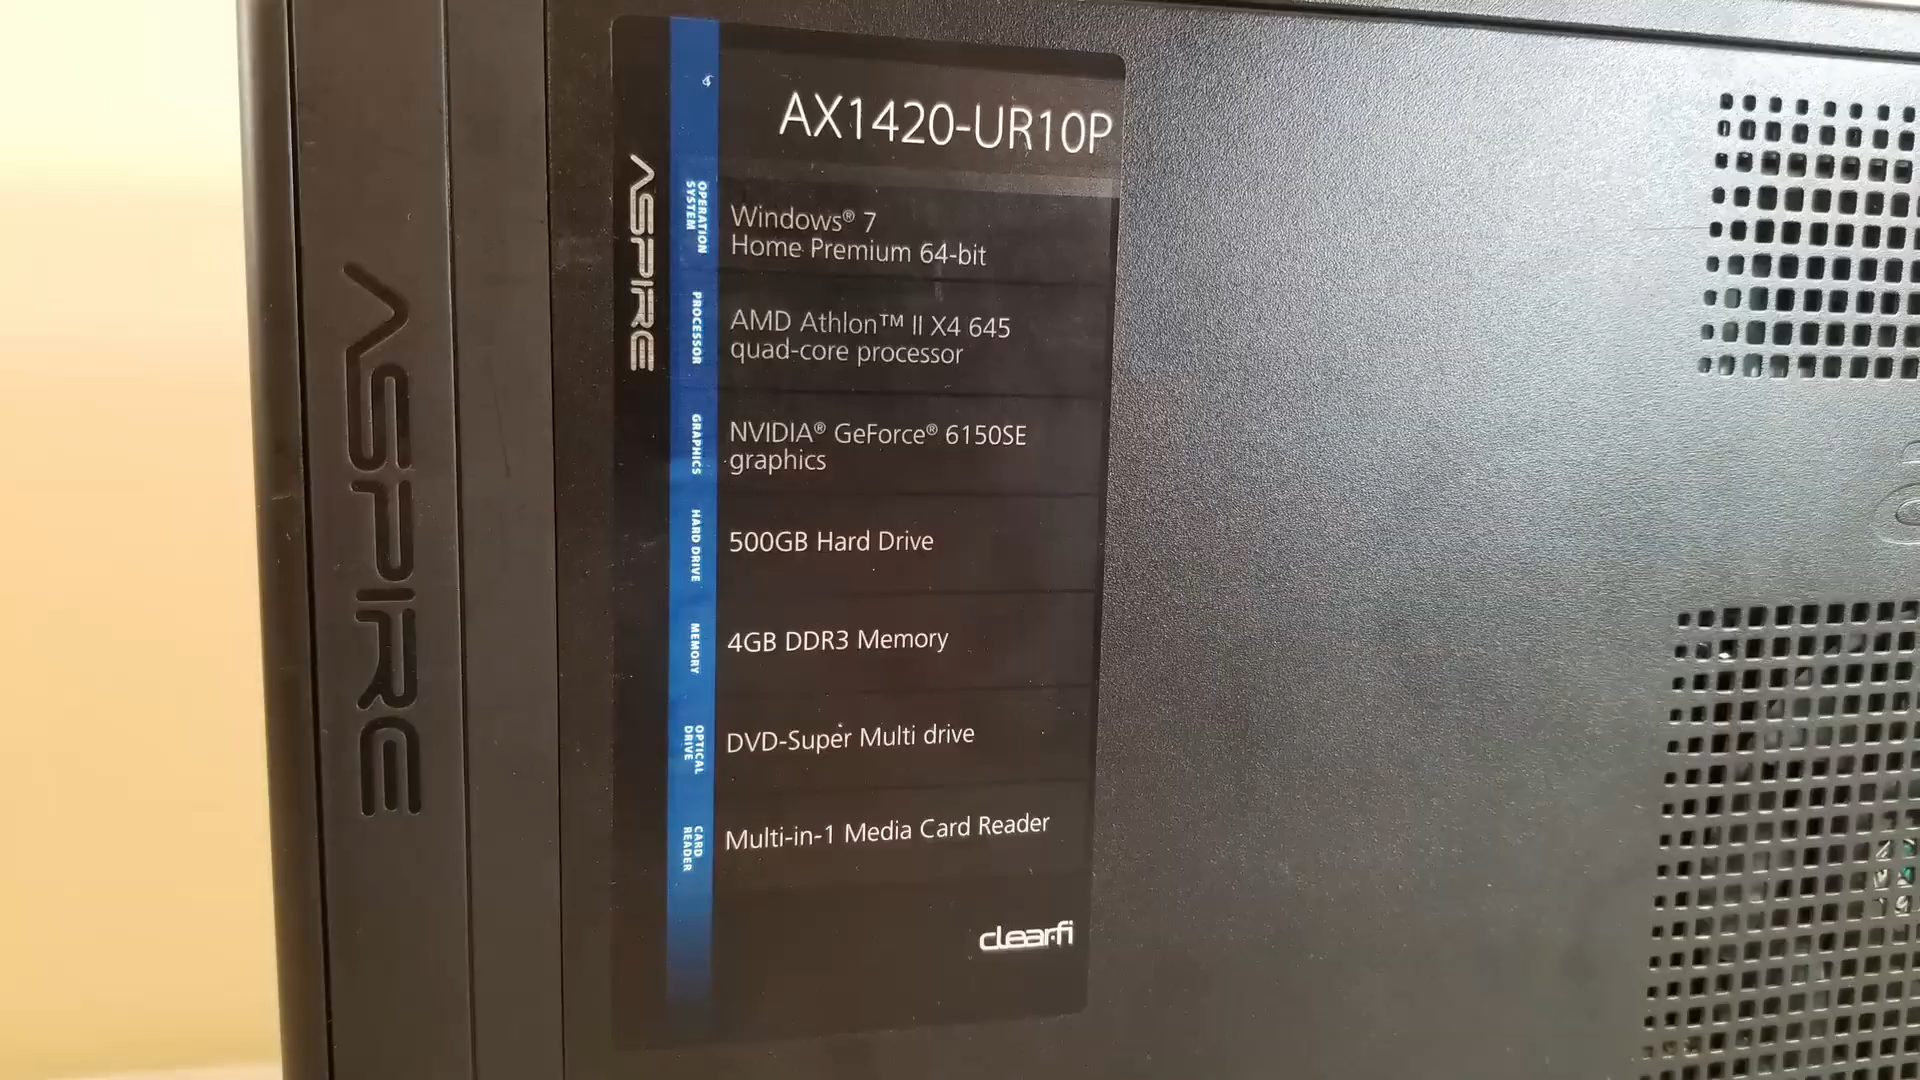 ASPIRE
ASPIRE
AX1420-UR10P
OPERATION
SYSTEM
Windows® 7
Home Premium 64-bit
PROCESSOR
AMD Athlon™ II X4 645
quad-core processor
GRAPHICS
NVIDIA® GeForce® 6150SE
graphics
HARD DRIVE
500GB Hard Drive
MEMORY
4GB DDR3 Memory
OPTICAL
DRIVE
DVD-Super Multi drive
CARD
READER
Multi-in-1 Media Card Reader
clear.fi